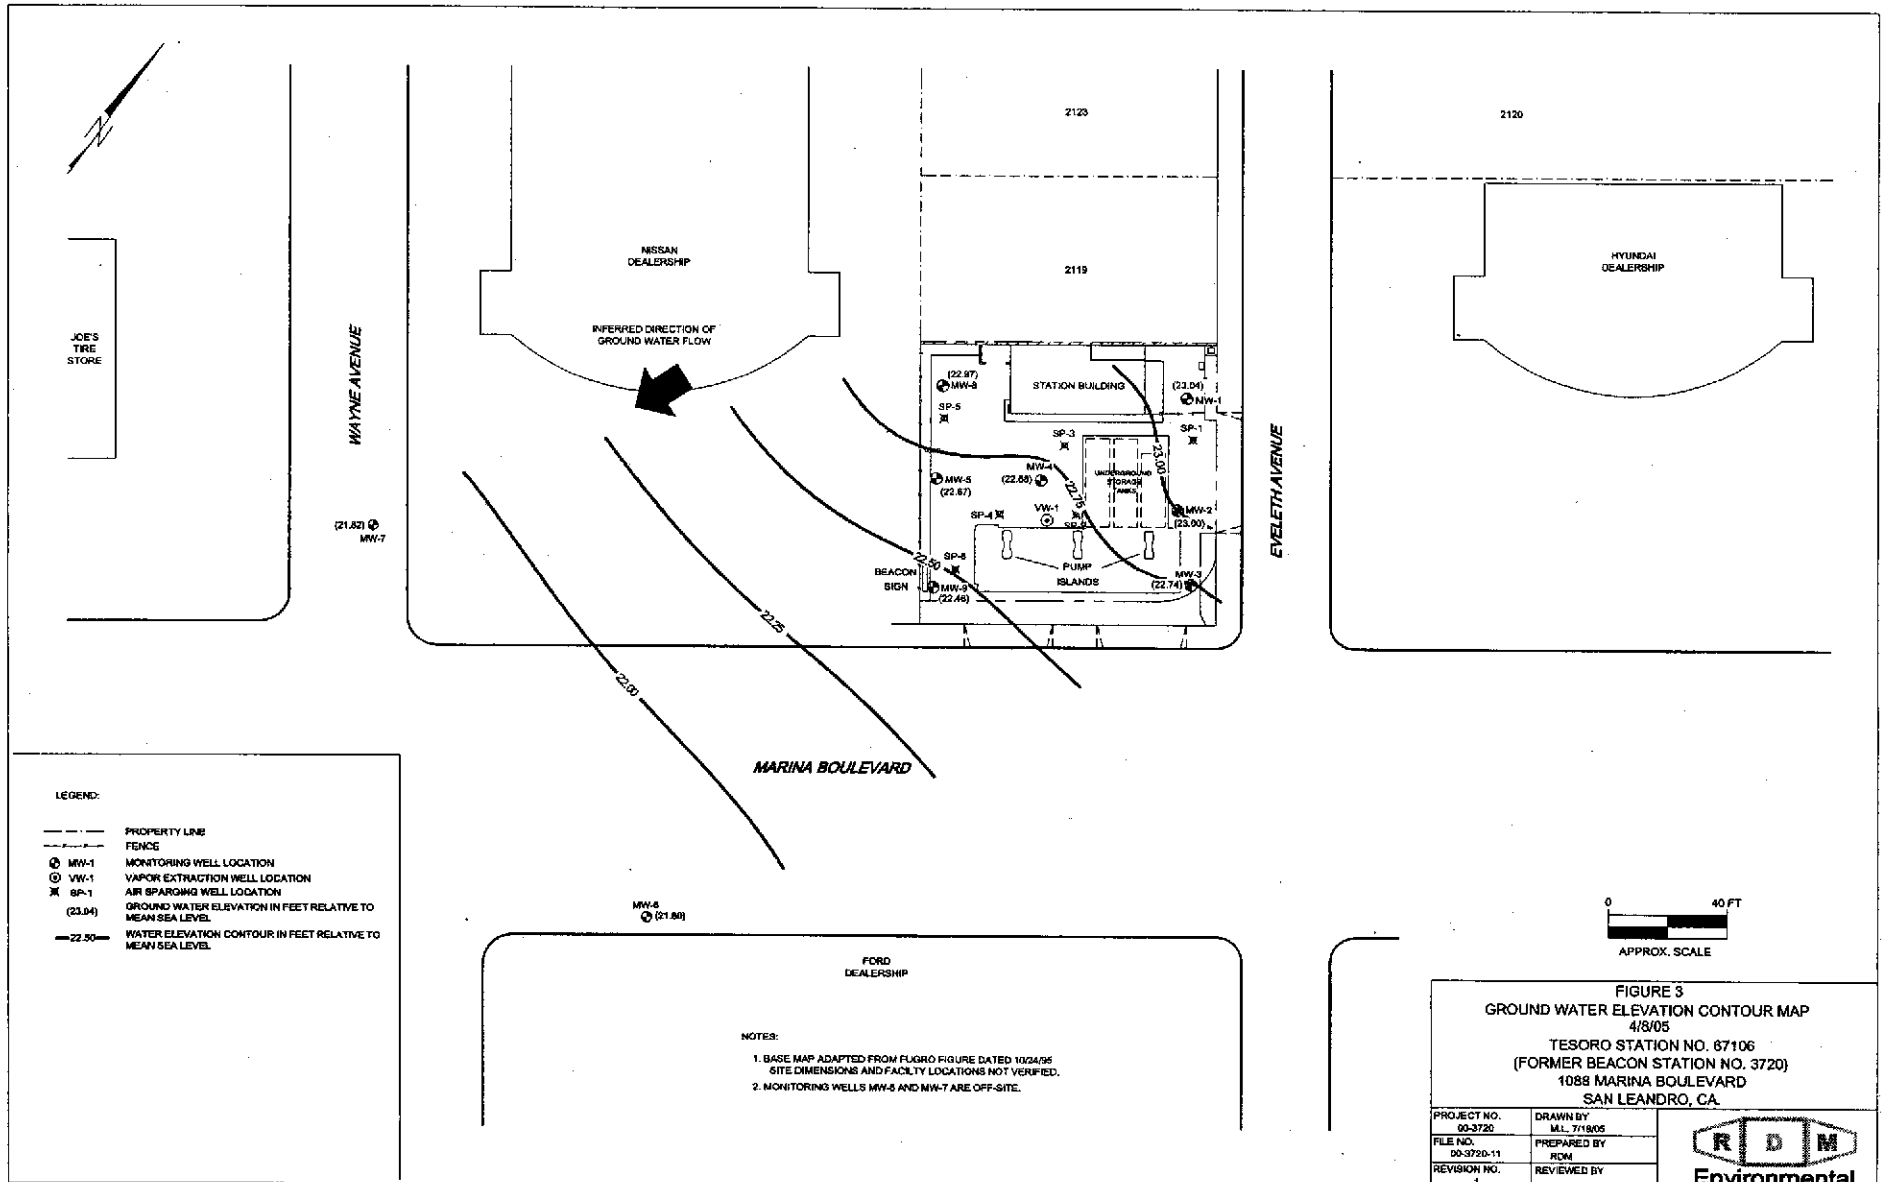 N
2123
2120
NISSAN
DEALERSHIP
2119
HYUNDAI
DEALERSHIP
JOE'S
TIRE
STORE
WAYNE AVENUE
INFERRED DIRECTION OF
GROUND WATER FLOW
(22.97)
MW-8
SP-5
STATION BUILDING
(23.04)
MW-1
SP-3
SP-1
23.00
EVELETH AVENUE
MW-4
UNDERGROUND
STORAGE
TANKS
MW-5
(22.67)
22.75
VW-1
SP-4
MW-2
(23.00)
(21.82)
MW-7
22.50
SP-6
BEACON
SIGN
PUMP
ISLANDS
MW-3
(22.74)
MW-9
(22.46)
22.25
22.00
MARINA BOULEVARD
LEGEND:
PROPERTY LINE
FENCE
MW-1 MONITORING WELL LOCATION
VW-1 VAPOR EXTRACTION WELL LOCATION
SP-1 AIR SPARGING WELL LOCATION
(23.04) GROUND WATER ELEVATION IN FEET RELATIVE TO
MEAN SEA LEVEL
22.50 WATER ELEVATION CONTOUR IN FEET RELATIVE TO
MEAN SEA LEVEL
MW-6
(21.80)
FORD
DEALERSHIP
0 40 FT
APPROX. SCALE
NOTES:
1. BASE MAP ADAPTED FROM FUGRO FIGURE DATED 10/24/95
SITE DIMENSIONS AND FACILTY LOCATIONS NOT VERIFIED.
2. MONITORING WELLS MW-6 AND MW-7 ARE OFF-SITE.
FIGURE 3
GROUND WATER ELEVATION CONTOUR MAP
4/8/05
TESORO STATION NO. 67106
(FORMER BEACON STATION NO. 3720)
1088 MARINA BOULEVARD
SAN LEANDRO, CA.
PROJECT NO.
00-3720
DRAWN BY
M.L. 7/18/05
FILE NO.
00-3720-11
PREPARED BY
RDM
REVISION NO.
1
REVIEWED BY
RDM
Environmental